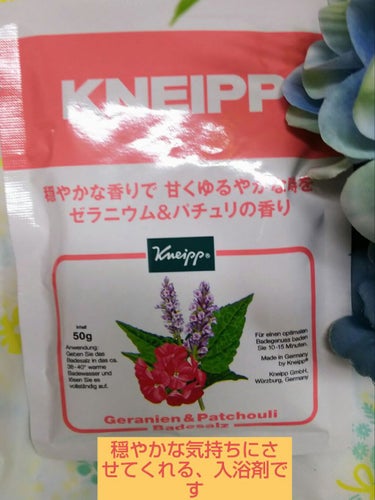 KNEIPP
穏やかな香りで 甘くゆるやかな時を
ゼラニウム&パチュリの香り
Kneipp®
Inhalt
50g
Anwendung:
Geben Sie das
Badesalz in das ca.
38-40° warme
Badewasser und
lösen Sie es
vollständig auf.
Für einen optimalen
Badegenuss baden
Sie 10-15 Minuten.
Made in Germany
by Kneipp®
Kneipp GmbH,
Würzburg, Germany
Geranien & Patchouli
Badesalz
穏やかな気持ちにさ
せてくれる、入浴剤で
す